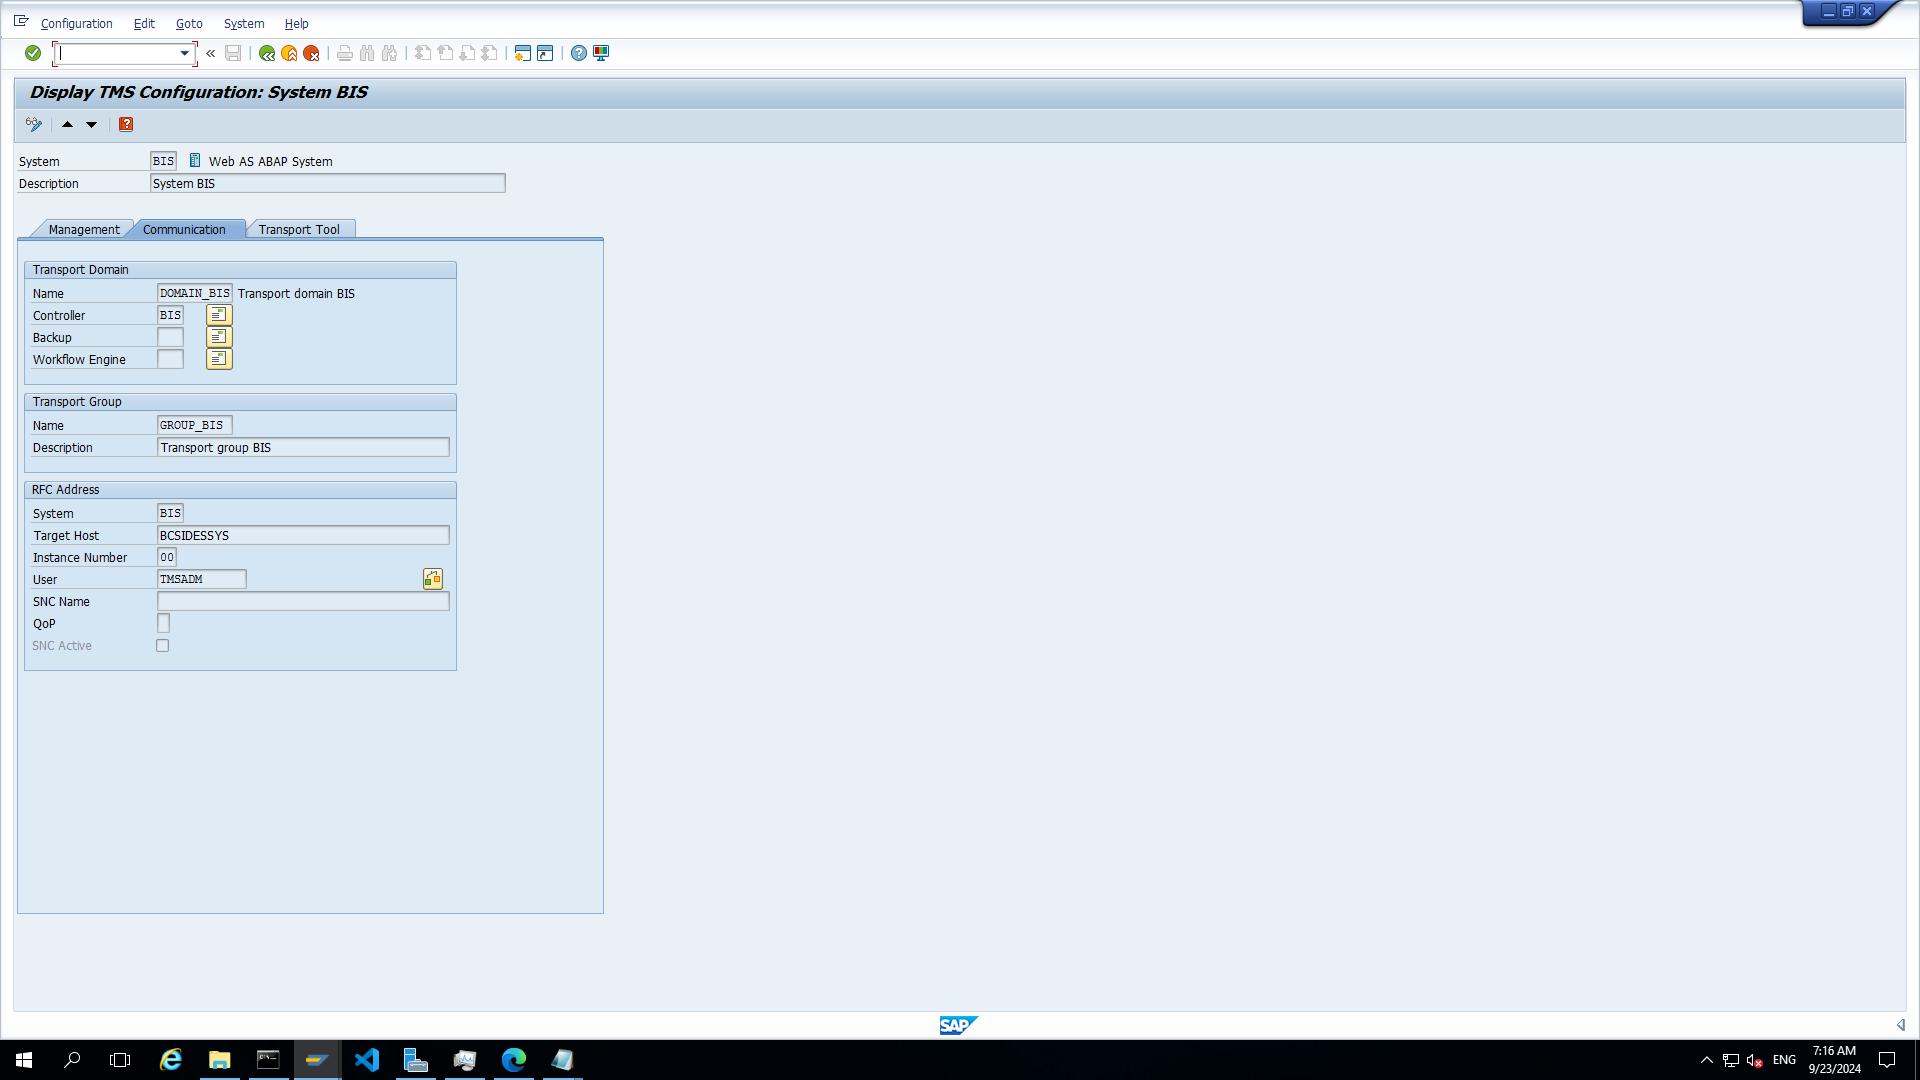 Configuration Edit Goto System Help
Display TMS Configuration: System BIS
System BIS Web AS ABAP System
Description System BIS
Management Communication Transport Tool
Transport Domain
Name DOMAIN_BIS Transport domain BIS
Controller BIS
Backup
Workflow Engine
Transport Group
Name GROUP_BIS
Description Transport group BIS
RFC Address
System BIS
Target Host BCSIDESSYS
Instance Number 00
User TMSADM
SNC Name
QoP
SNC Active
SAP
ENG 7:16 AM
9/23/2024